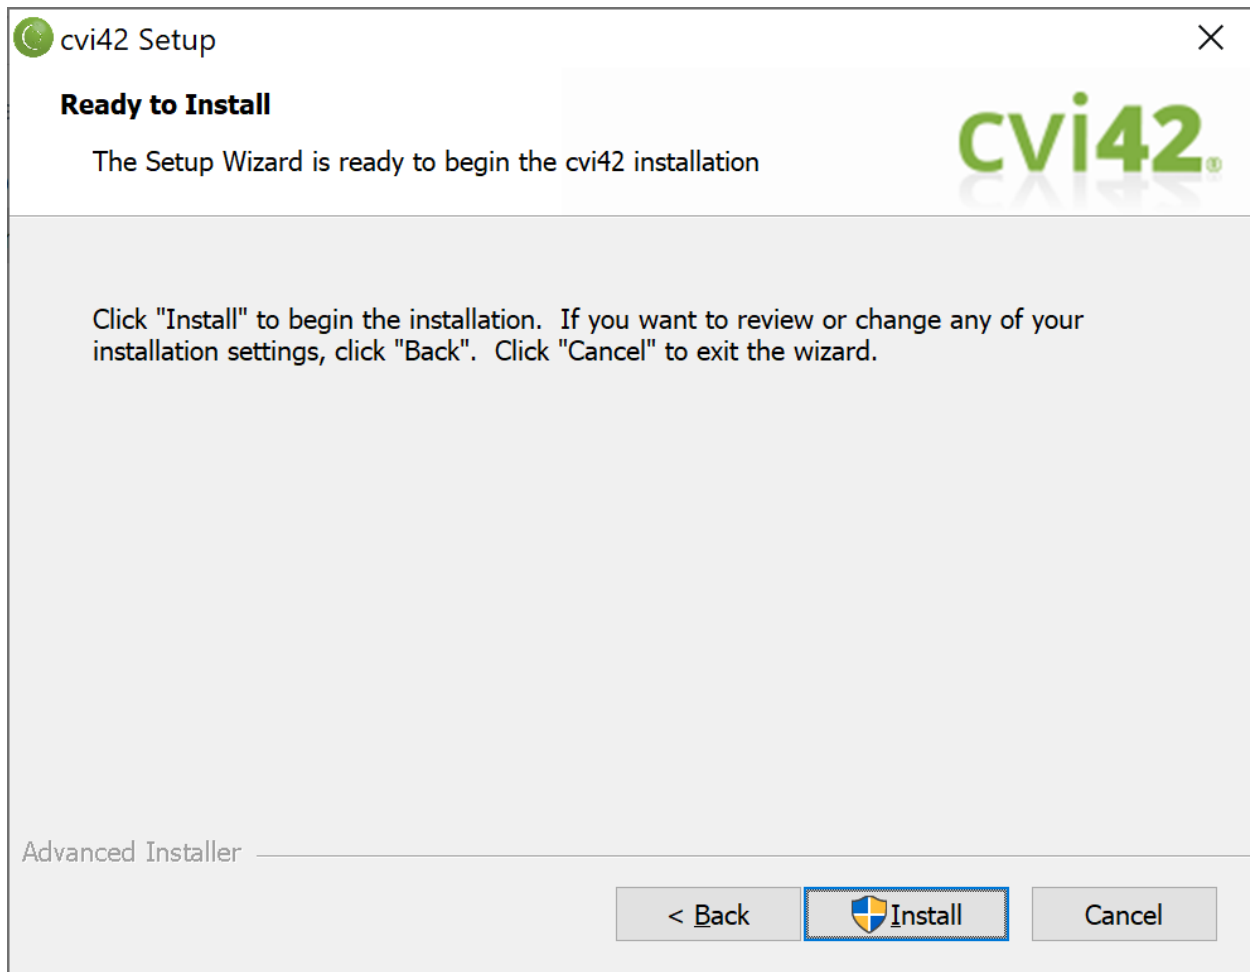 cvi42 Setup
Ready to Install
The Setup Wizard is ready to begin the cvi42 installation
cvi42®
Click "Install" to begin the installation.  If you want to review or change any of your
installation settings, click "Back".  Click "Cancel" to exit the wizard.
Advanced Installer
< Back
Install
Cancel